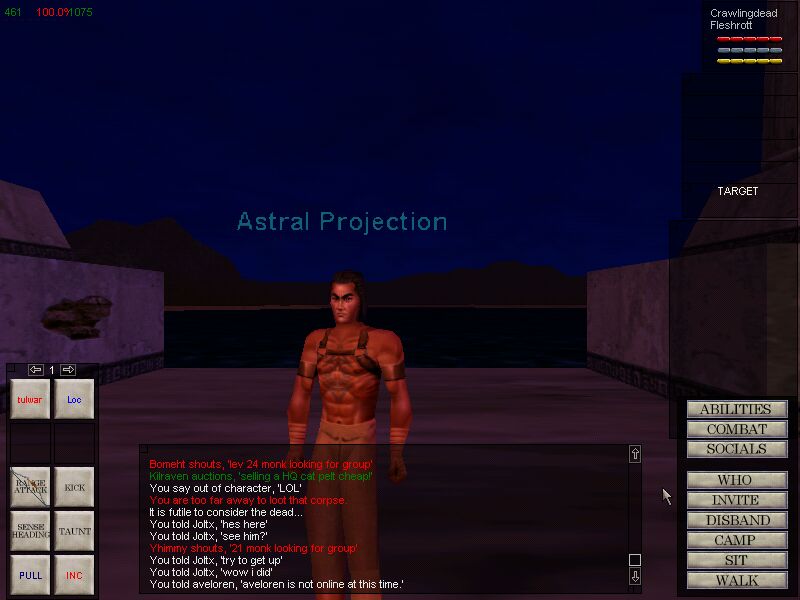 461 100.091075
Crawlingdead
Fleshrott
TARGET
Astral Projection
1
tulwar
Loc
RANGE
ATTACK
KICK
SENSE
HEADING
TAUNT
PULL
INC
Bomeht shouts, 'lev 24 monk looking for group'
Kilraven auctions, 'selling a HQ cat pelt cheap!'
You say out of character, 'LOL'
You are too far away to loot that corpse.
It is futile to consider the dead...
You told Joltx, 'hes here'
You told Joltx, 'see him?'
Yhimmy shouts, '21 monk looking for group'
You told Joltx, 'try to get up'
You told Joltx, 'wow i did'
You told aveloren, 'aveloren is not online at this time.'
ABILITIES
COMBAT
SOCIALS
WHO
INVITE
DISBAND
CAMP
SIT
WALK